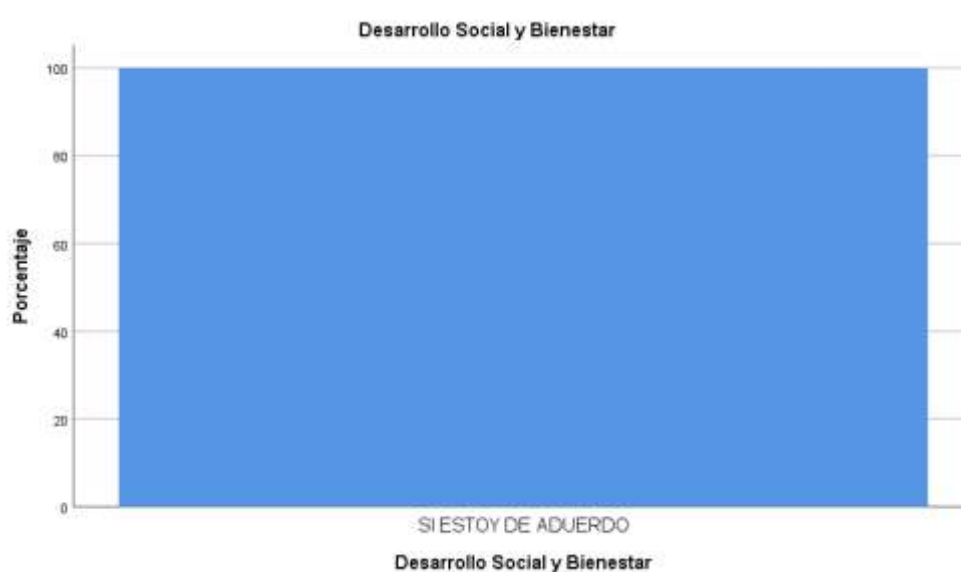 Desarrollo Social y Bienestar
100
80
60
40
20
0
Porcentaje
SI ESTOY DE ADUERDO
Desarrollo Social y Bienestar